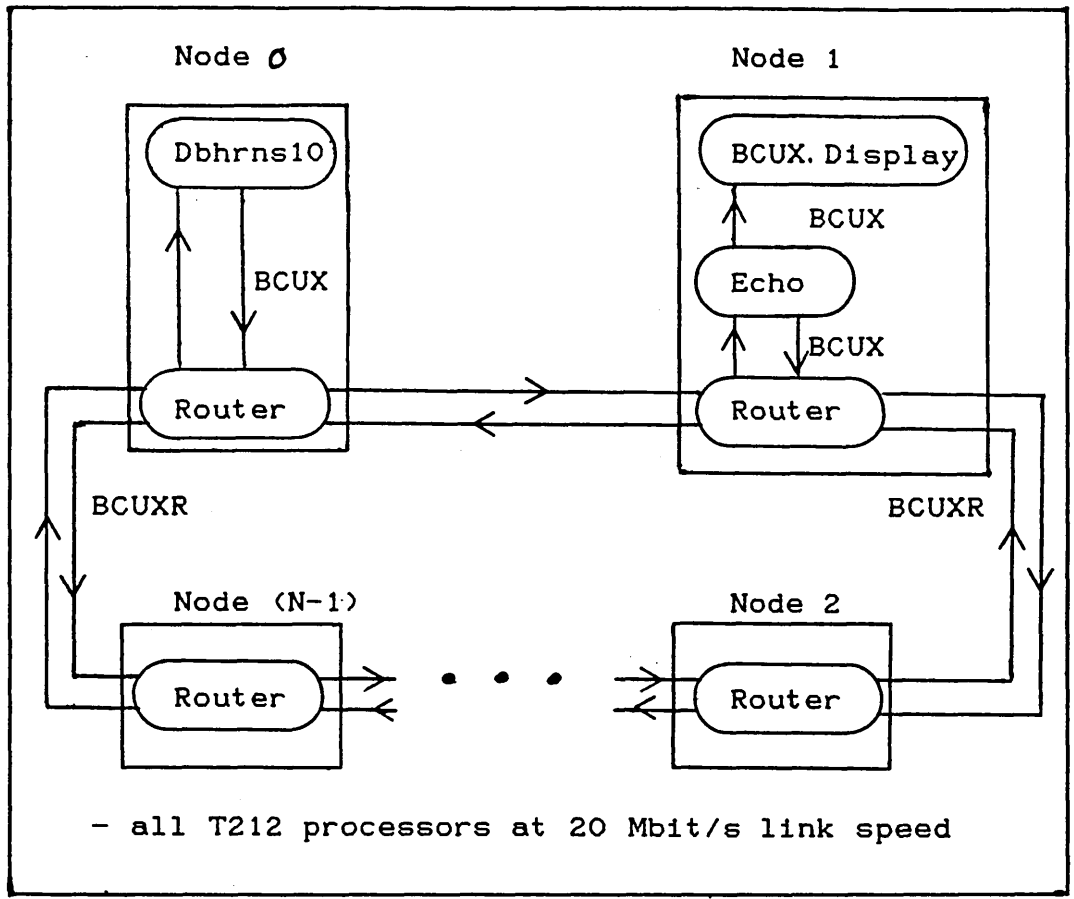 Node 0
Node 1
Dbhrns10
BCUX.Display
BCUX
BCUX
Echo
BCUX
Router
Router
BCUXR
BCUXR
Node (N-1)
Node 2
Router
Router
- all T212 processors at 20 Mbit/s link speed